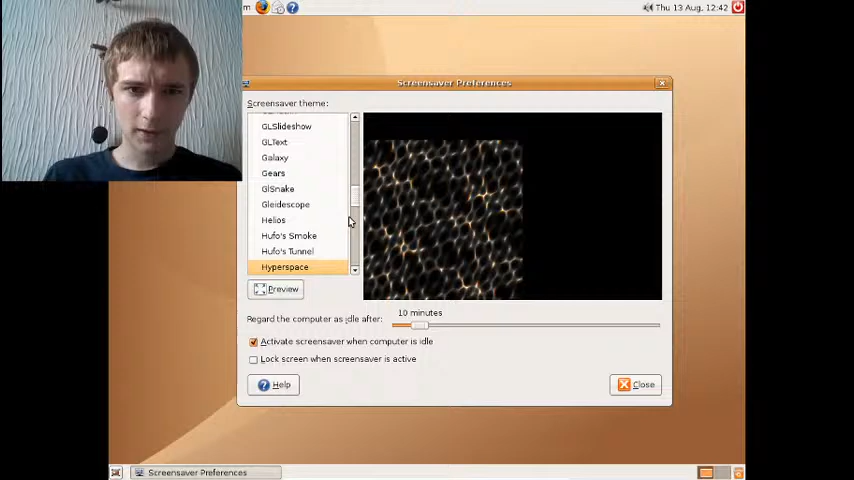 m
Thu 13 Aug, 12:42
Screensaver Preferences
Screensaver theme:
GLSlideshow
GLText
Galaxy
Gears
GlSnake
Gleidescope
Helios
Hufo's Smoke
Hufo's Tunnel
Hyperspace
Preview
10 minutes
Regard the computer as idle after:
Activate screensaver when computer is idle
Lock screen when screensaver is active
Help
Close
Screensaver Preferences